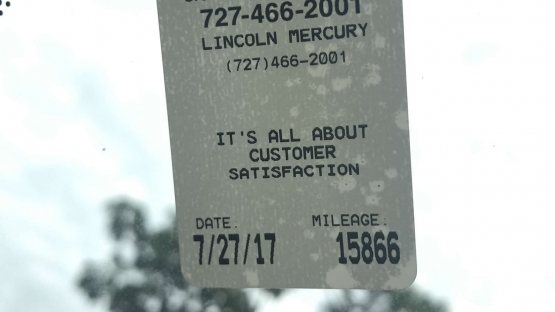 727-466-2001
LINCOLN MERCURY
(727)466-2001
IT'S ALL ABOUT
CUSTOMER
SATISFACTION
DATE. MILEAGE.
7/27/17 15866